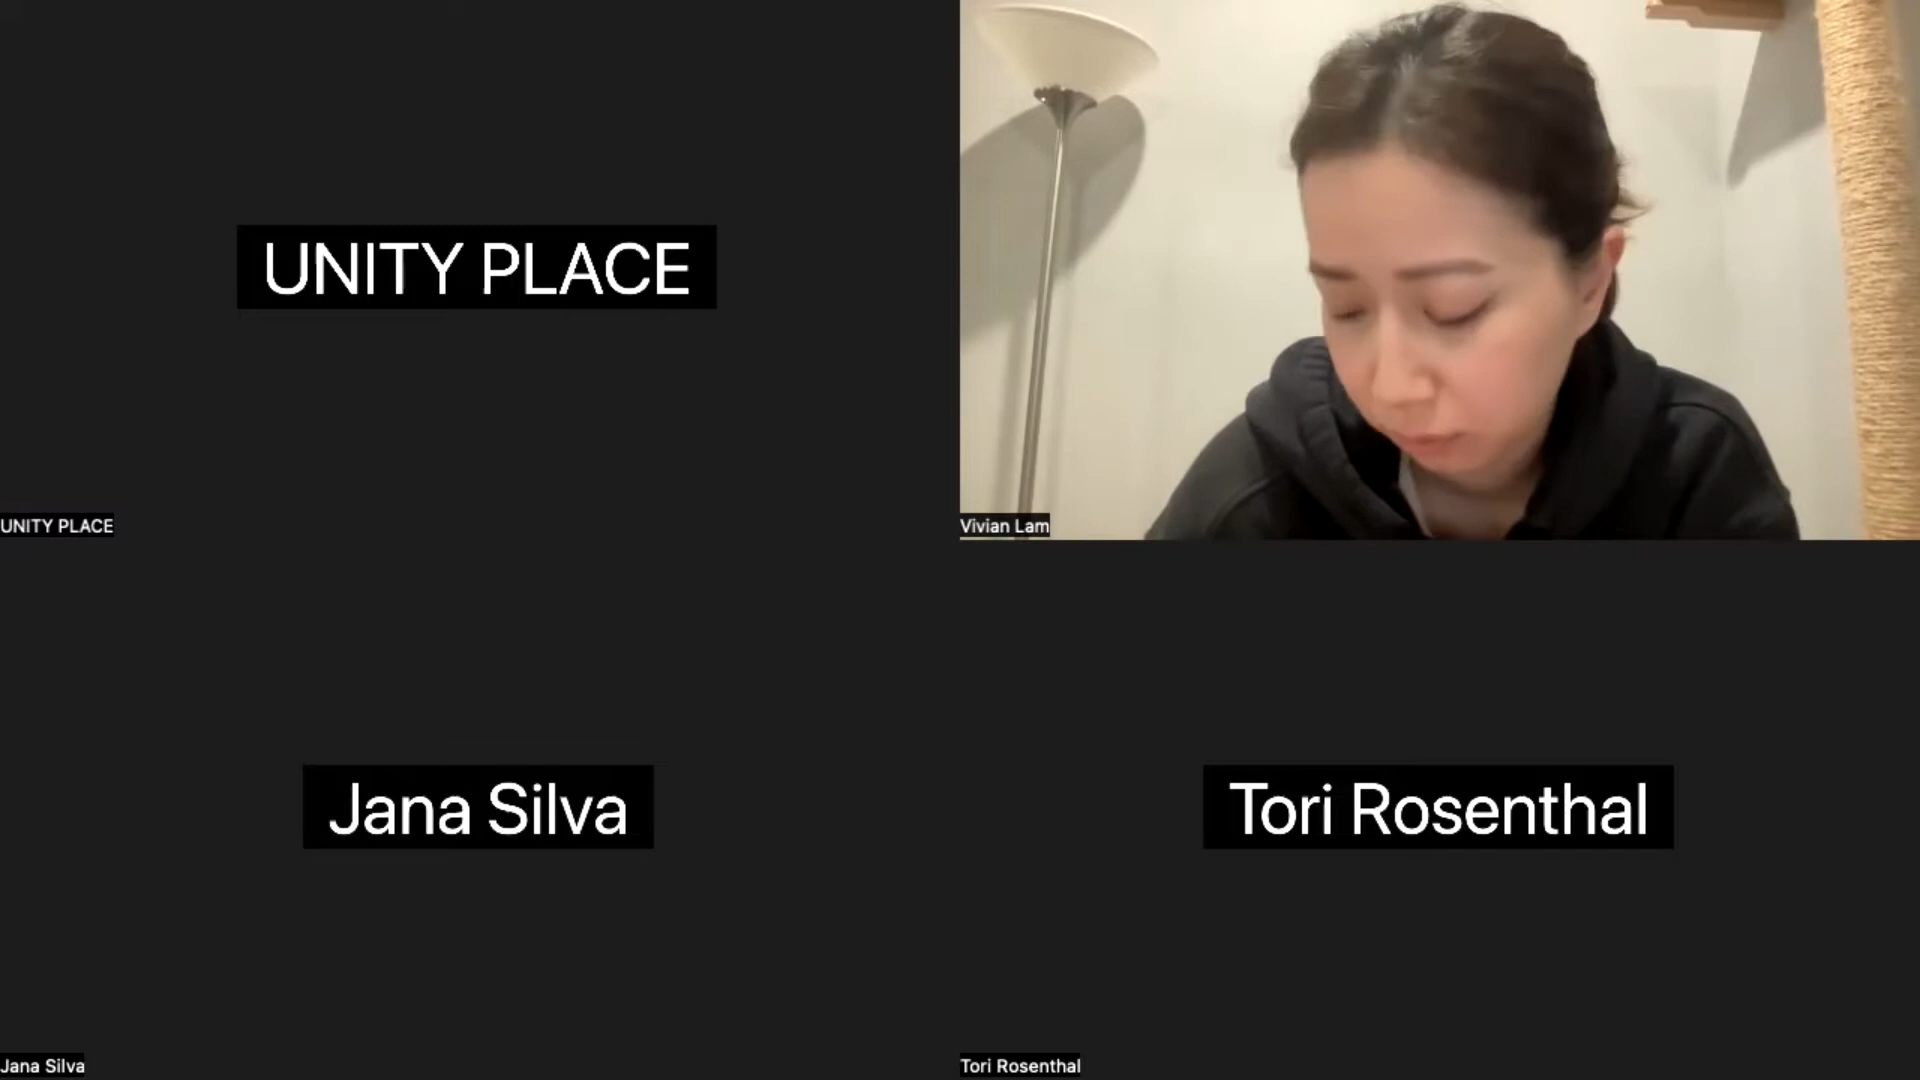 UNITY PLACE
UNITY PLACE
Vivian Lam
Jana Silva
Jana Silva
Tori Rosenthal
Tori Rosenthal